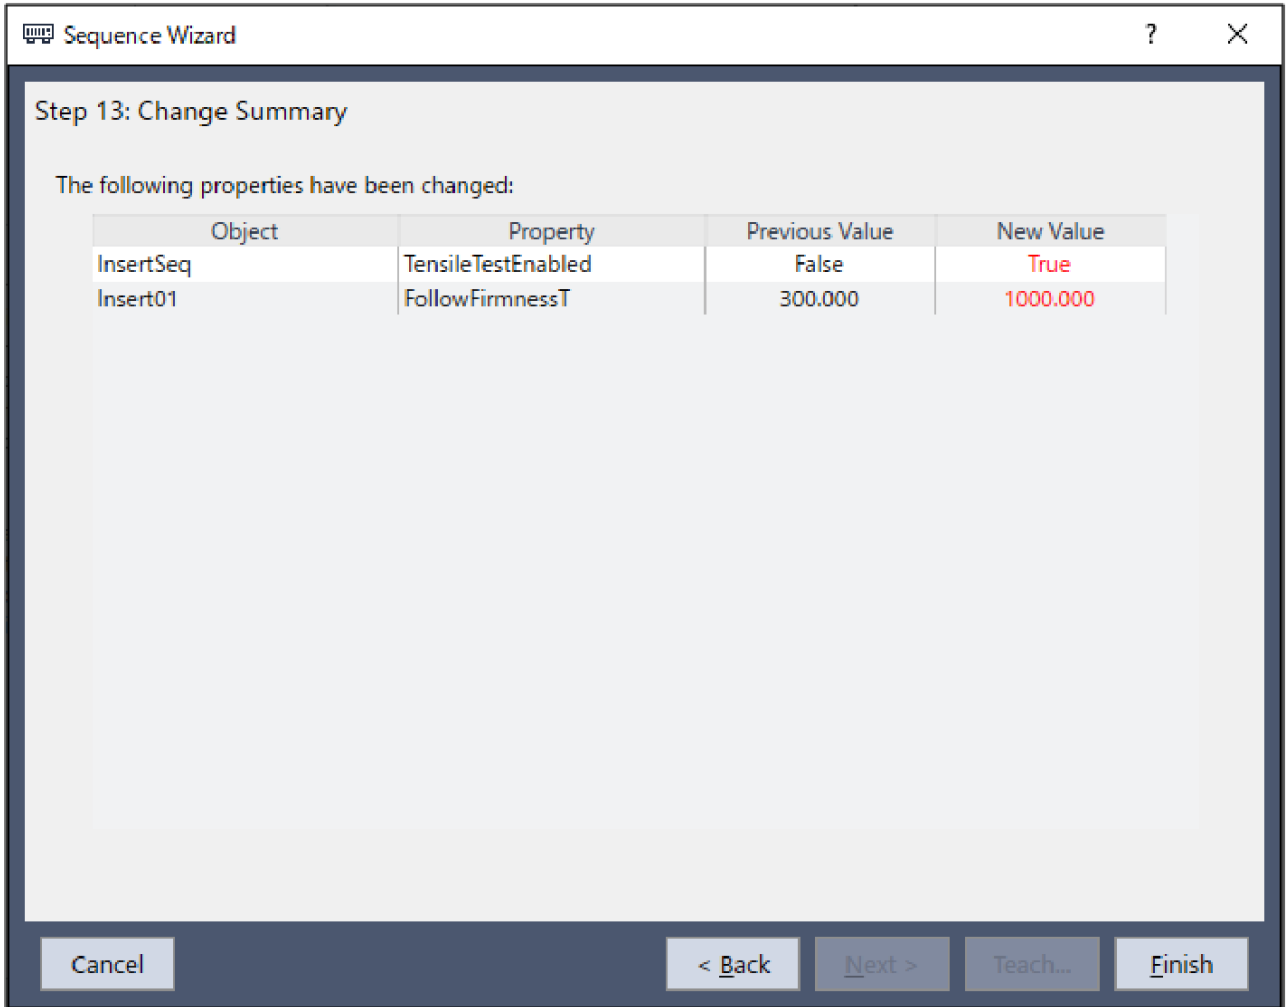 Sequence Wizard ? ×
Step 13: Change Summary
The following properties have been changed:
Object Property Previous Value New Value
InsertSeq TensileTestEnabled False True
Insert01 FollowFirmnessT 300.000 1000.000
Cancel < Back Next > Teach... Finish